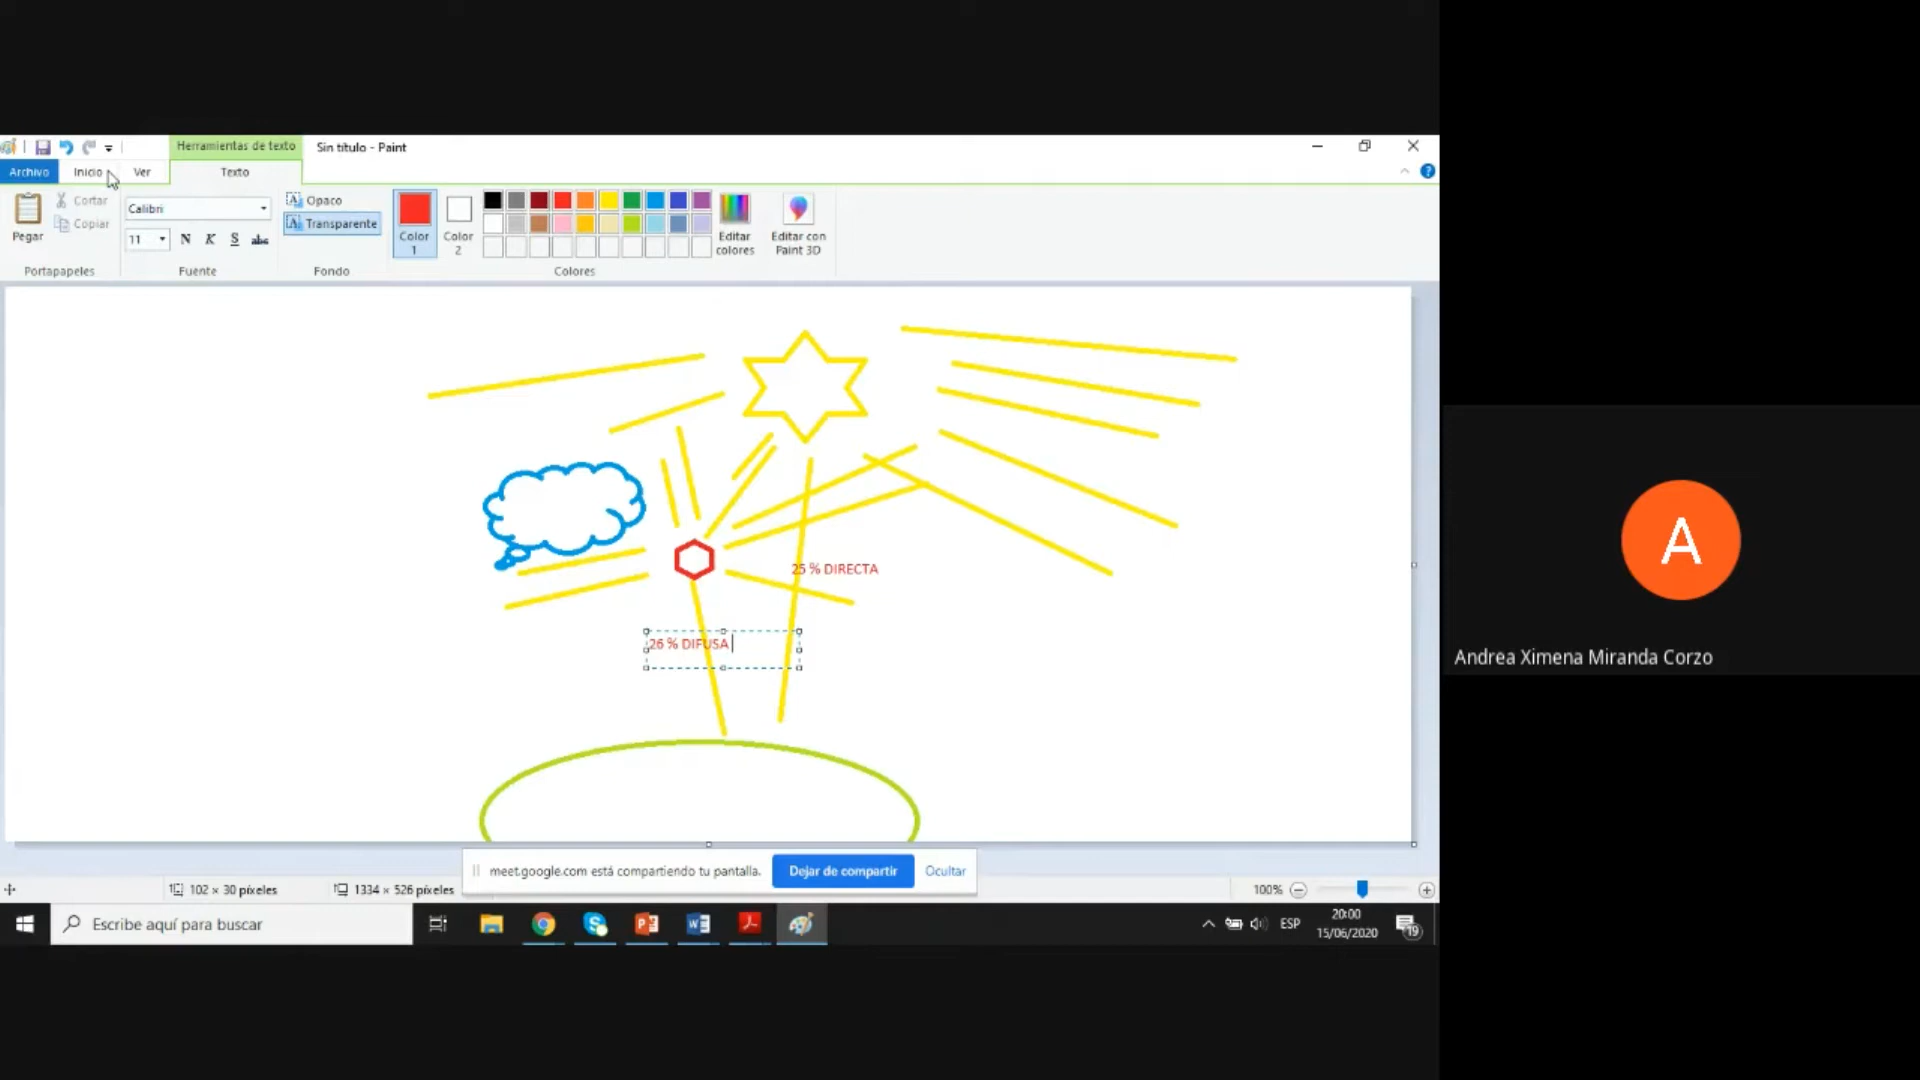 Herramientas de texto
Sin título - Paint
Archivo
Inicio
Ver
Texto
Pegar
Cortar
Copiar
Portapapeles
Calibri
11
N K S abc
Fuente
Opaco
Transparente
Fondo
Color 1
Color 2
Editar colores
Editar con Paint 3D
Colores
25 % DIRECTA
26 % DIFUSA
A
Andrea Ximena Miranda Corzo
meet.google.com está compartiendo tu pantalla.
Dejar de compartir
Ocultar
102 × 30 píxeles
1334 × 526 píxeles
100%
Escribe aquí para buscar
ESP
20:00
15/06/2020
19